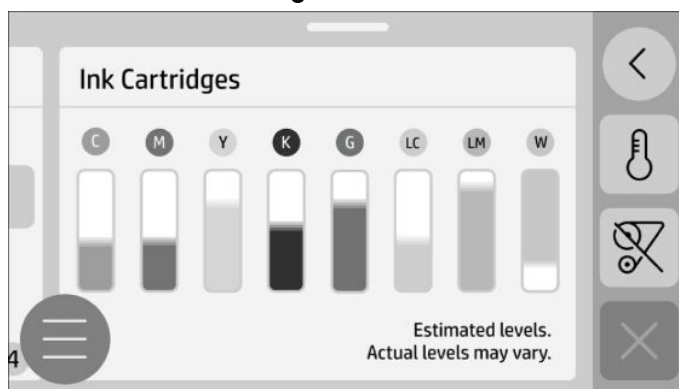 Ink Cartridges
C M Y K G LC LM W
Estimated levels.
Actual levels may vary.
4